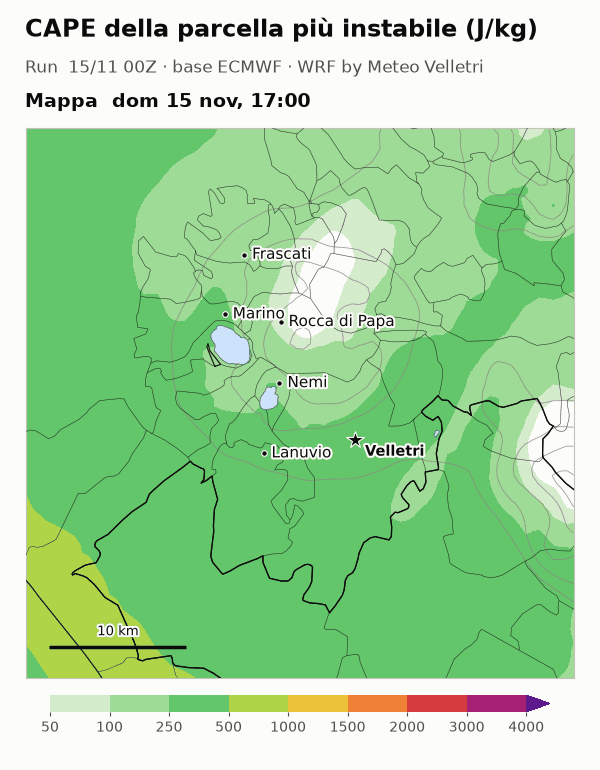 CAPE della parcella più instabile (J/kg)
Run  15/11 00Z · base ECMWF · WRF by Meteo Velletri
Mappa  dom 15 nov, 17:00
Frascati
Marino
Rocca di Papa
Nemi
Velletri
Lanuvio
10 km
50 100 250 500 1000 1500 2000 3000 4000